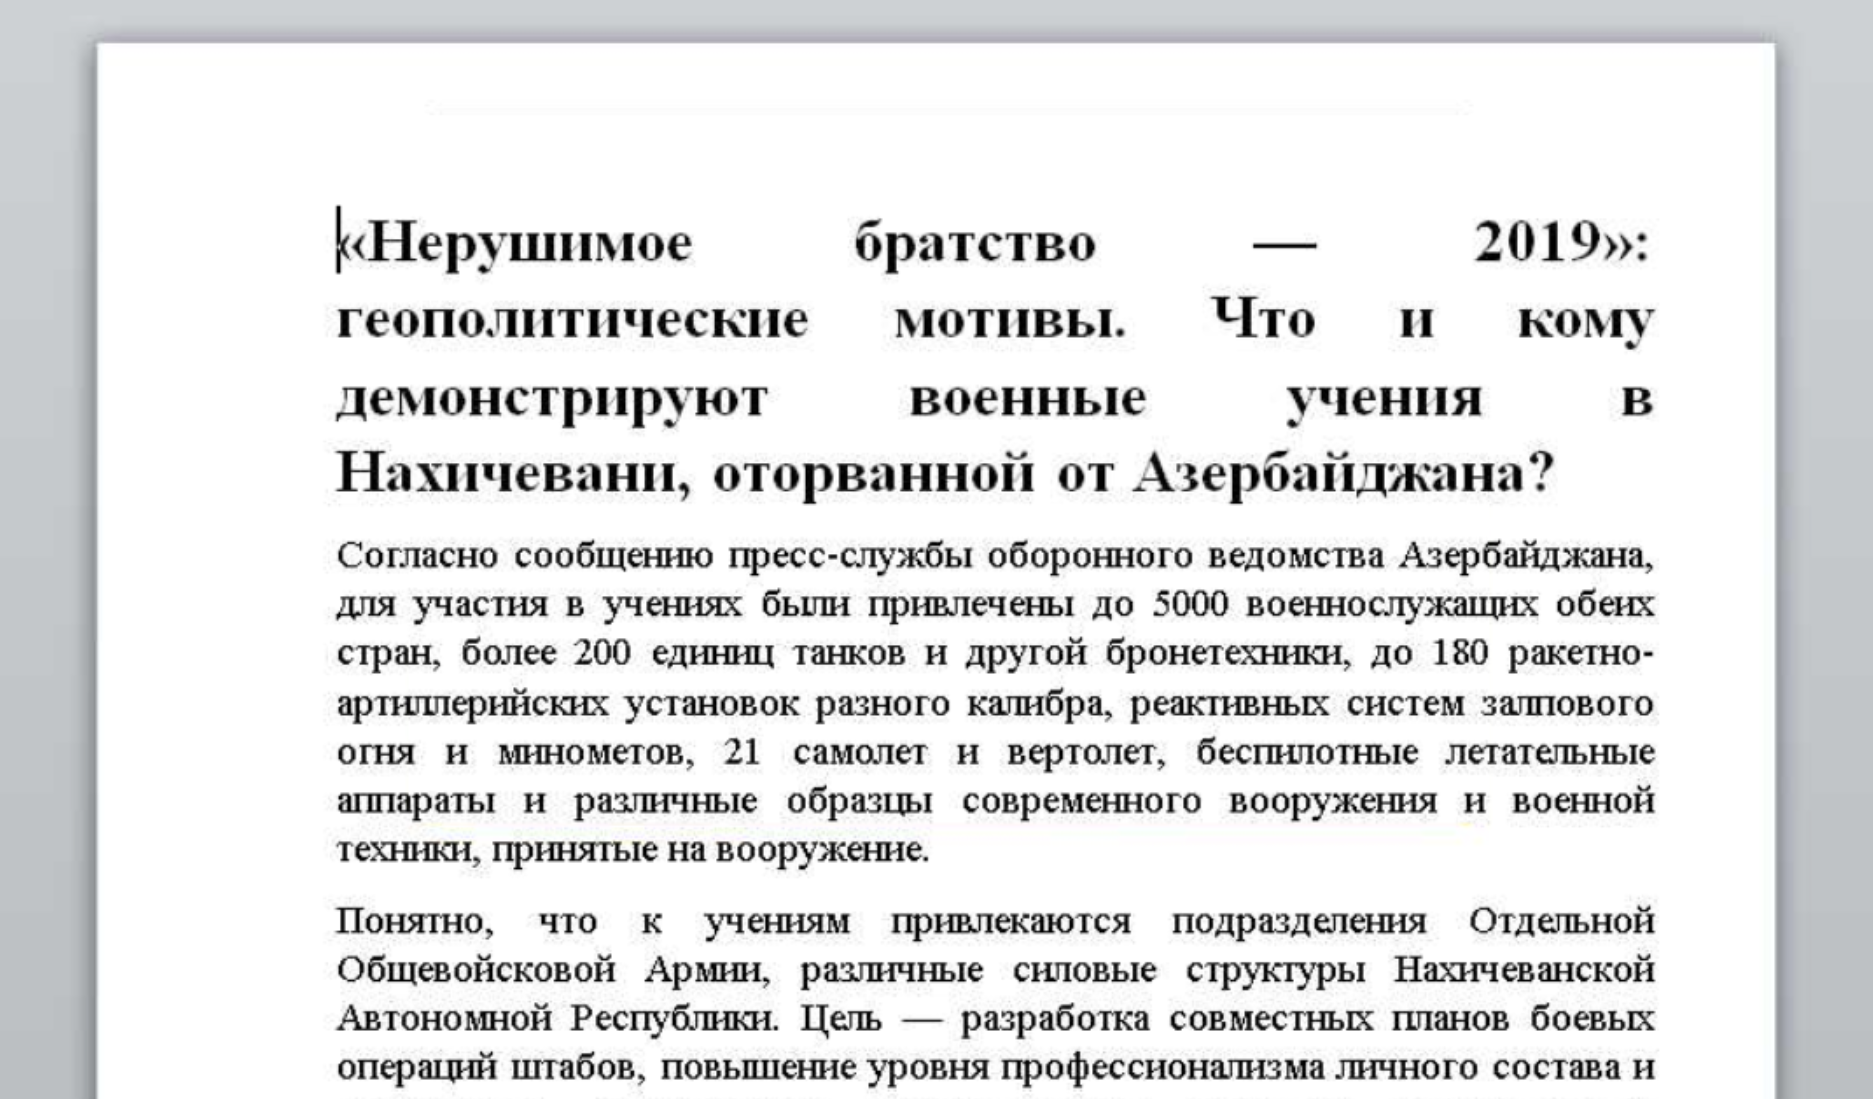 «Нерушимое братство — 2019»:
геополитические мотивы. Что и кому
демонстрируют военные учения в
Нахичевани, оторванной от Азербайджана?
Согласно сообщению пресс-службы оборонного ведомства Азербайджана,
для участия в учениях были привлечены до 5000 военнослужащих обеих
стран, более 200 единиц танков и другой бронетехники, до 180 ракетно-
артиллерийских установок разного калибра, реактивных систем залпового
огня и минометов, 21 самолет и вертолет, беспилотные летательные
аппараты и различные образцы современного вооружения и военной
техники, принятые на вооружение.
Понятно, что к учениям привлекаются подразделения Отдельной
Общевойсковой Армии, различные силовые структуры Нахичеванской
Автономной Республики. Цель — разработка совместных планов боевых
операций штабов, повышение уровня профессионализма личного состава и